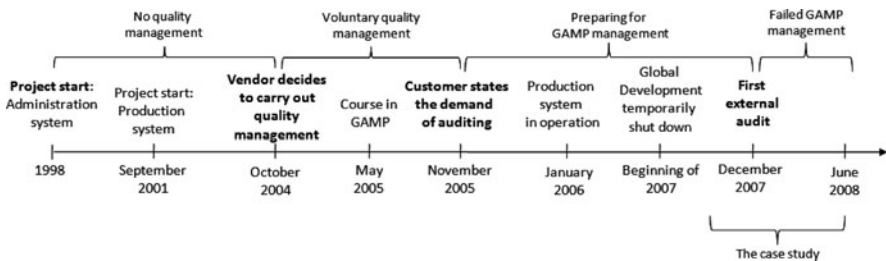 No quality
management
Voluntary quality
management
Preparing for
GAMP management
Failed GAMP
management
Project start:
Administration
system
Project start:
Production
system
Vendor decides
to carry out
quality
management
Course in
GAMP
Customer states
the demand
of auditing
Production
system
in operation
Global
Development
temporarily
shut down
First
external
audit
1998
September
2001
October
2004
May
2005
November
2005
January
2006
Beginning of
2007
December
2007
June
2008
The case study